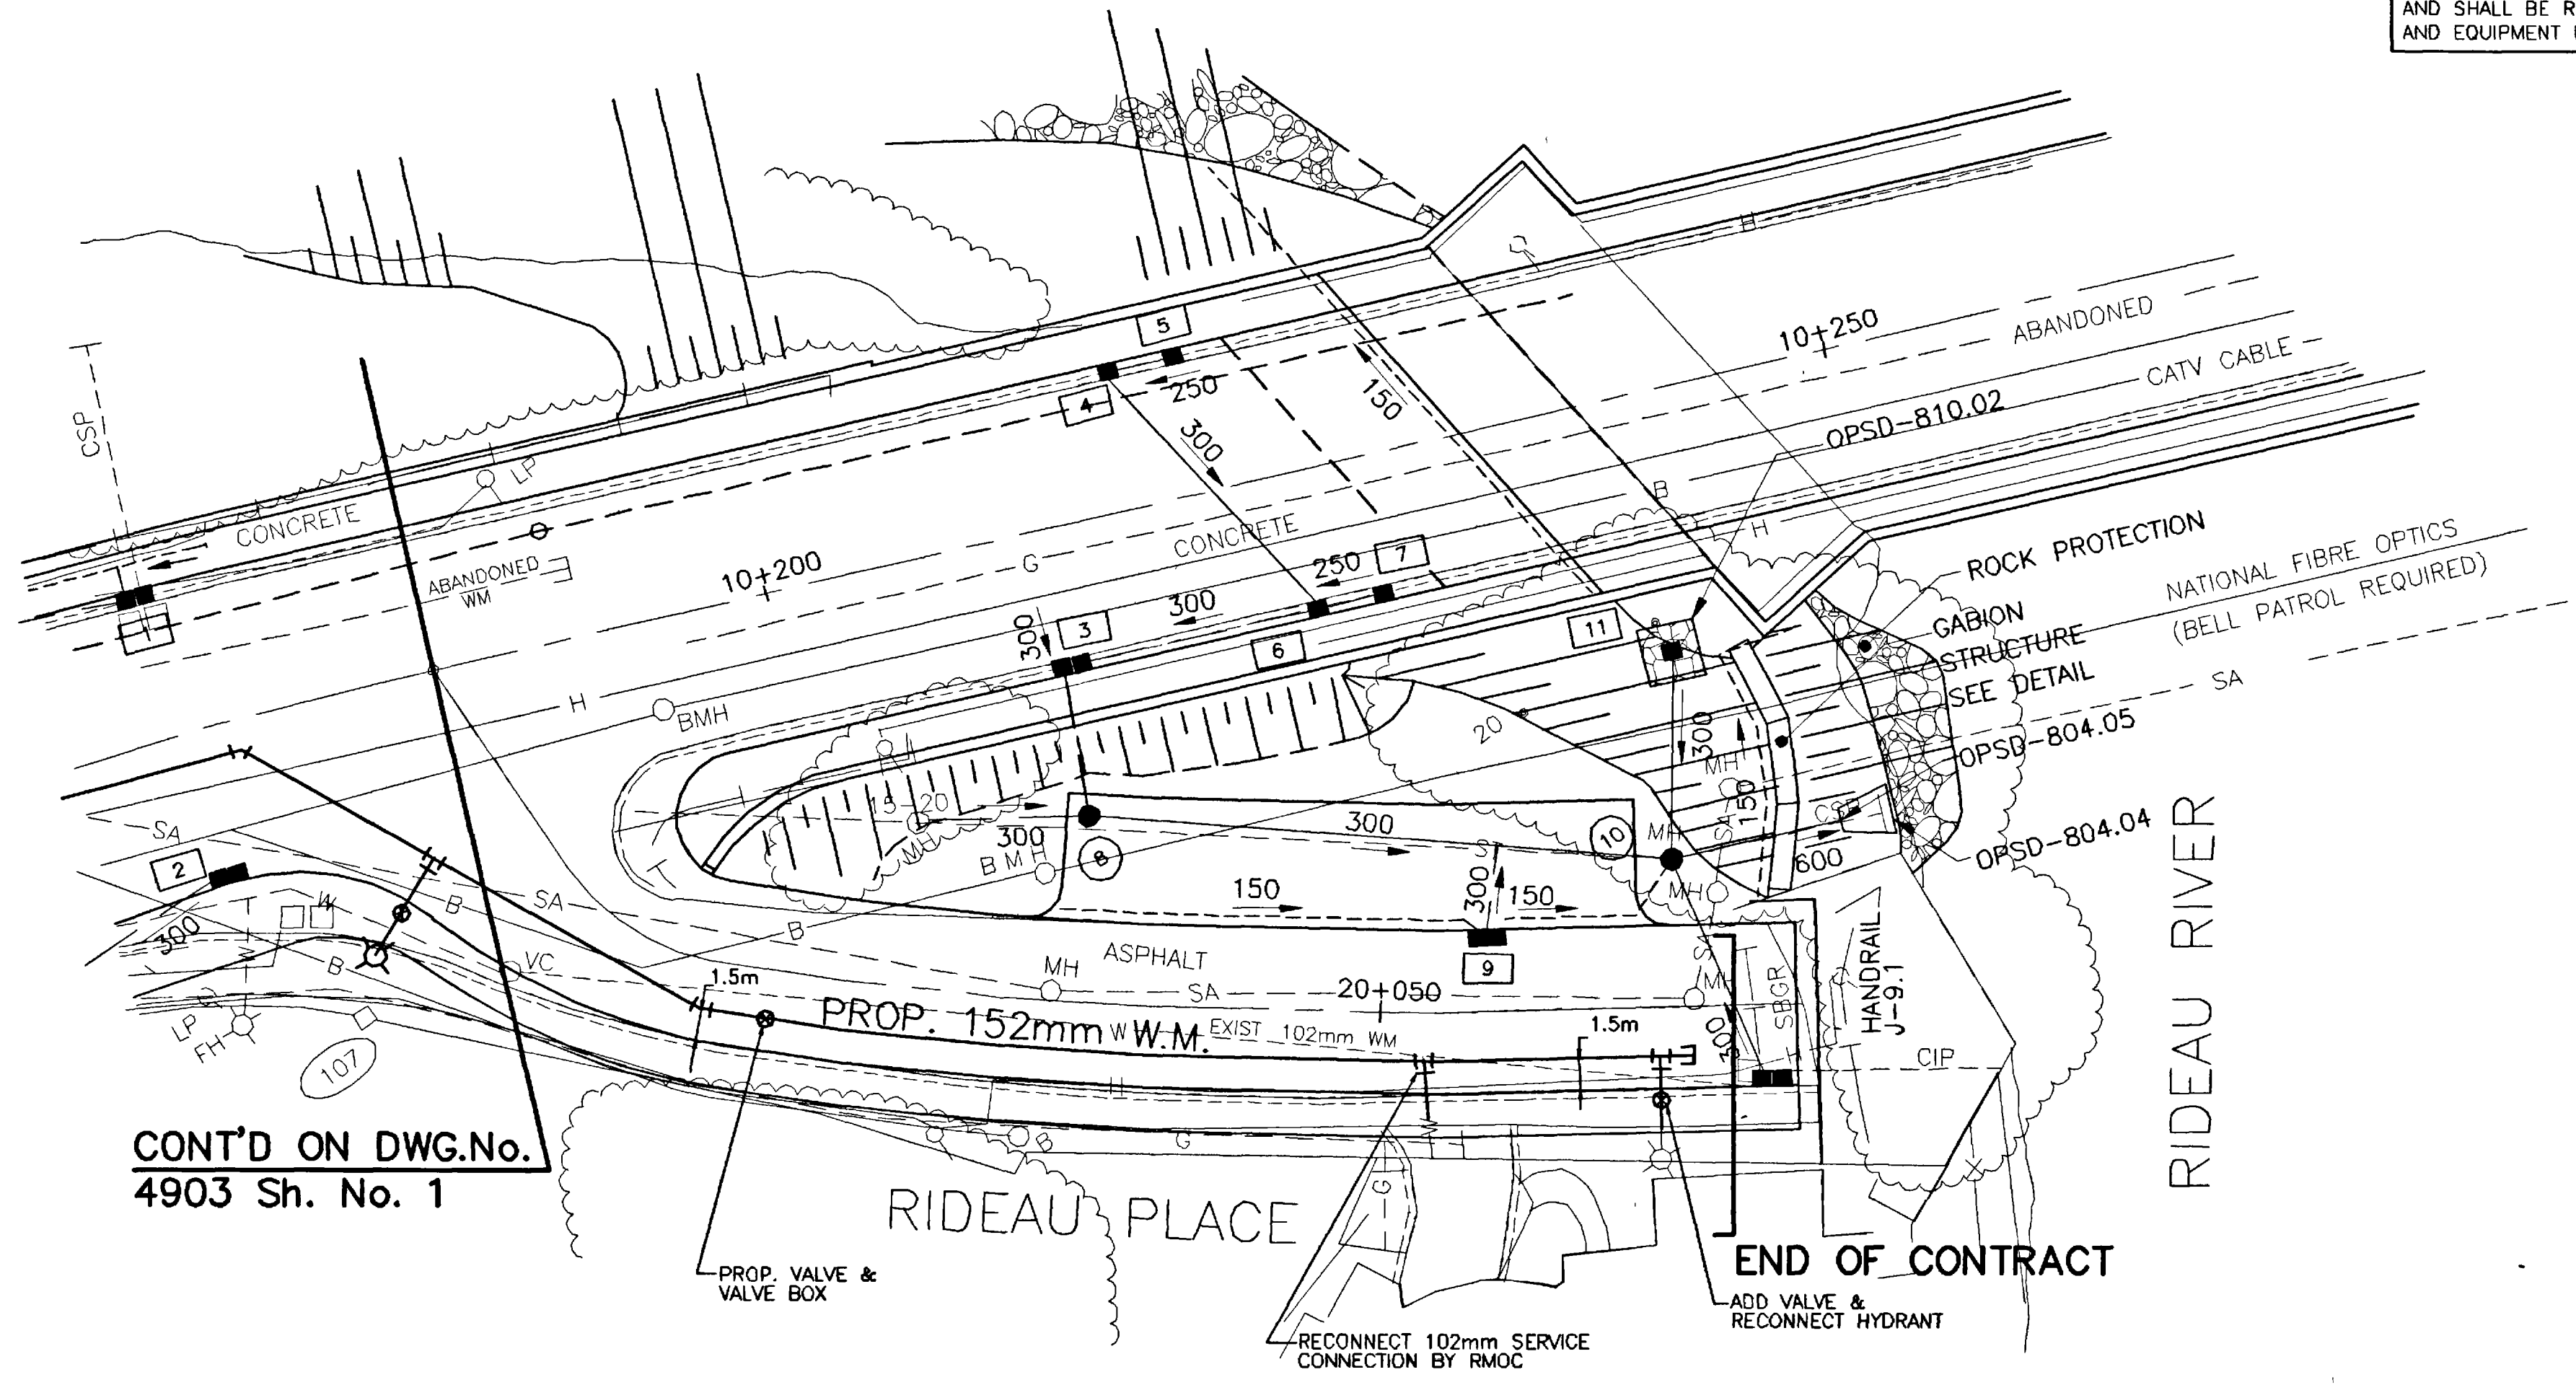 AND SHALL BE R
AND EQUIPMENT
5
10+250
ABANDONED
CATV CABLE
4
250
150
CSP
300
OPSD-810.02
LP
CONCRETE
B
H
H
CONCRETE
G
250
7
ROCK PROTECTION
ABANDONED
WM
10+200
NATIONAL FIBRE OPTICS
(BELL PATROL REQUIRED)
300
300
3
11
6
GABION
STRUCTURE
SEE DETAIL
SA
H
BMH
20
300
MH
OPSD-804.05
15-20
SA
150
CSP
MH
300
300
10
MH
SA
OPSD-804.04
2
BMH
8
S
600
B
SA
W
150
300
150
MH
300
B
B
ASPHALT
SA
VC
MH
9
1.5m
SA
20+050
MH
SBGR
HANDRAIL
J-9.1
RIDEAU RIVER
PROP. 152mm W W.M.
EXIST 102mm WM
1.5m
300
CIP
LP
FH
107
H
CONT'D ON DWG.No.
4903 Sh. No. 1
B
G
G
RIDEAU PLACE
END OF CONTRACT
PROP. VALVE &
VALVE BOX
ADD VALVE &
RECONNECT HYDRANT
RECONNECT 102mm SERVICE
CONNECTION BY RMOC